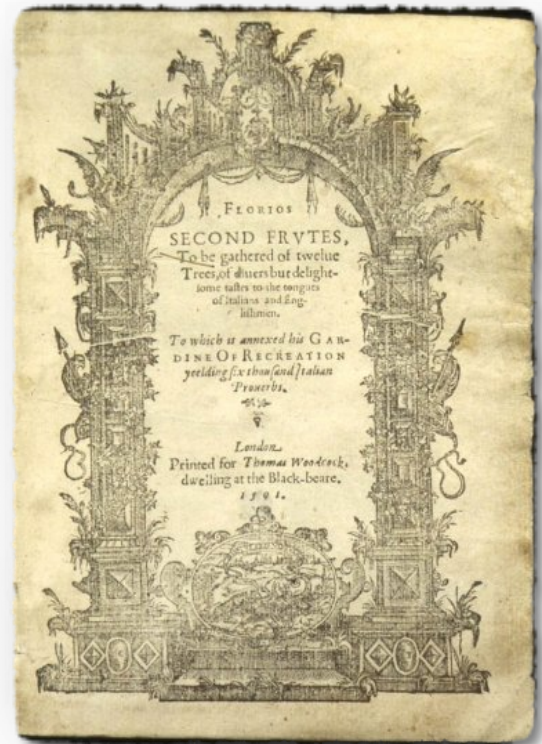 FLORIOS
SECOND FRVTES,
To be gathered of twelue
Trees, of diuers but delight-
some tastes to the tongues
of Italians and Eng-
lishmen.
To which is annexed his GAR-
DINE OF RECREATION
yeelding six thousand Italian
Prouerbs.
London
Printed for Thomas Woodcock,
dwelling at the Black-beare.
1591.